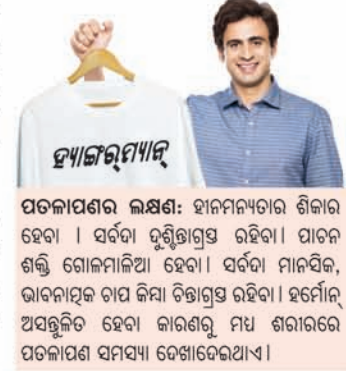 ହ୍ୟାଙ୍ଗର୍‌ମ୍ୟାନ୍
ପତଳାପଣର ଲକ୍ଷଣ: ହୀନମନ୍ୟତାର ଶିକାର
ହେବା । ସର୍ବଦା ଦୁଶ୍ଚିନ୍ତାଗ୍ରସ୍ତ ରହିବା। ପାଚନ
ଶକ୍ତି ଗୋଳମାଳିଆ ହେବା। ସର୍ବଦା ମାନସିକ,
ଭାବନାତ୍ମକ ଚାପ କିମ୍ବା ଚିନ୍ତାଗ୍ରସ୍ତ ରହିବା। ହର୍ମୋନ୍
ଅସନ୍ତୁଳିତ ହେବା କାରଣରୁ ମଧ୍ୟ ଶରୀରରେ
ପତଳାପଣ ସମସ୍ୟା ଦେଖାଦେଇଥାଏ।